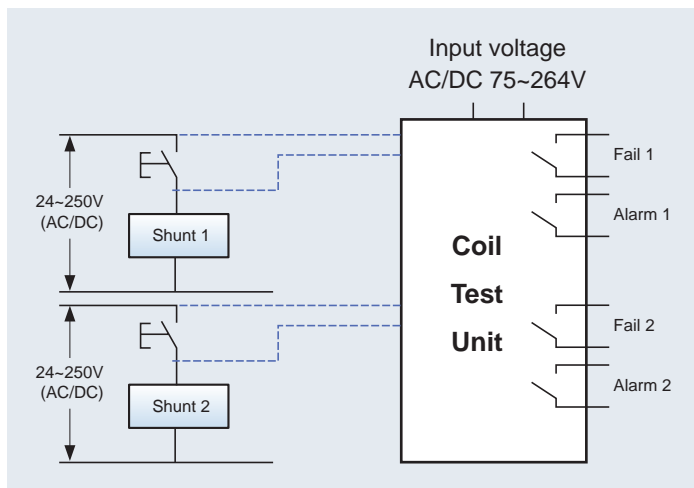 Input voltage
AC/DC 75~264V
24~250V
(AC/DC)
Shunt 1
Fail 1
Alarm 1
Coil
Test
Unit
24~250V
(AC/DC)
Shunt 2
Fail 2
Alarm 2